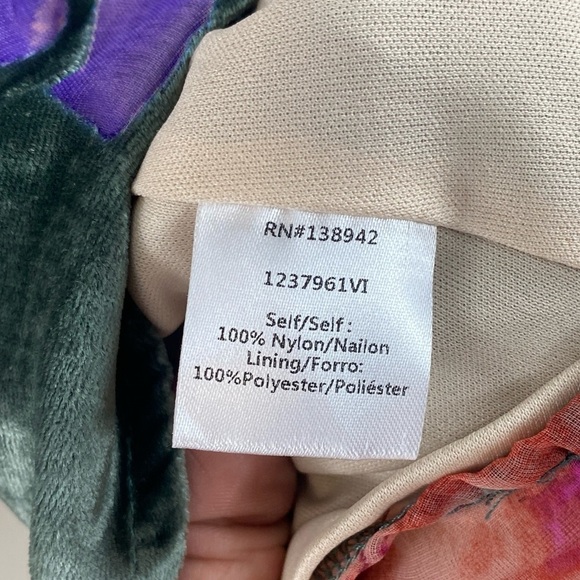 RN#138942
1237961VI
Self/Self :
100% Nylon/Nailon
Lining/Forro:
100%Polyester/Poliéster